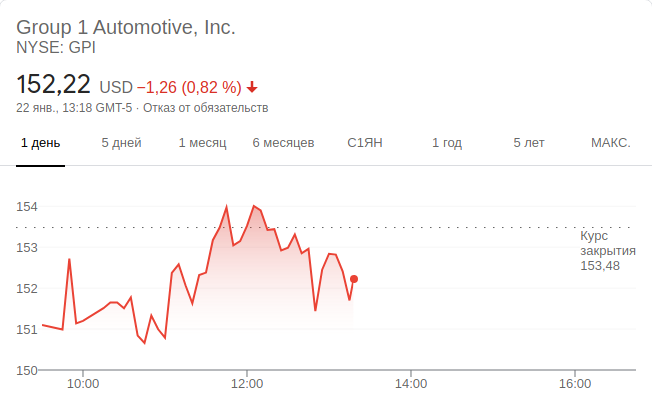 Group 1 Automotive, Inc.
NYSE: GPI
152,22 USD −1,26 (0,82 %)
22 янв., 13:18 GMT-5 · Отказ от обязательств
1 день 5 дней 1 месяц 6 месяцев С1ЯН 1 год 5 лет МАКС.
154
Курс
закрытия
153,48
153
152
151
150
10:00 12:00 14:00 16:00